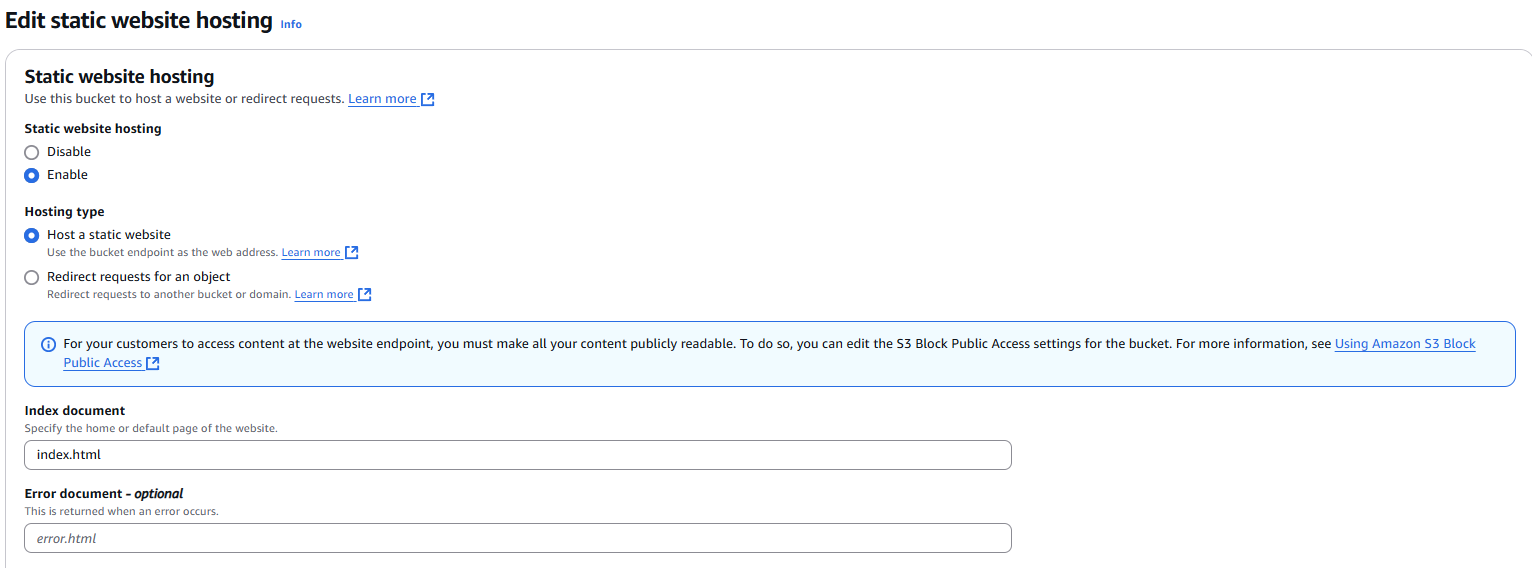 Edit static website hosting Info
Static website hosting
Use this bucket to host a website or redirect requests. Learn more
Static website hosting
Disable
Enable
Hosting type
Host a static website
Use the bucket endpoint as the web address. Learn more
Redirect requests for an object
Redirect requests to another bucket or domain. Learn more
For your customers to access content at the website endpoint, you must make all your content publicly readable. To do so, you can edit the S3 Block Public Access settings for the bucket. For more information, see Using Amazon S3 Block
Public Access
Index document
Specify the home or default page of the website.
index.html
Error document - optional
This is returned when an error occurs.
error.html